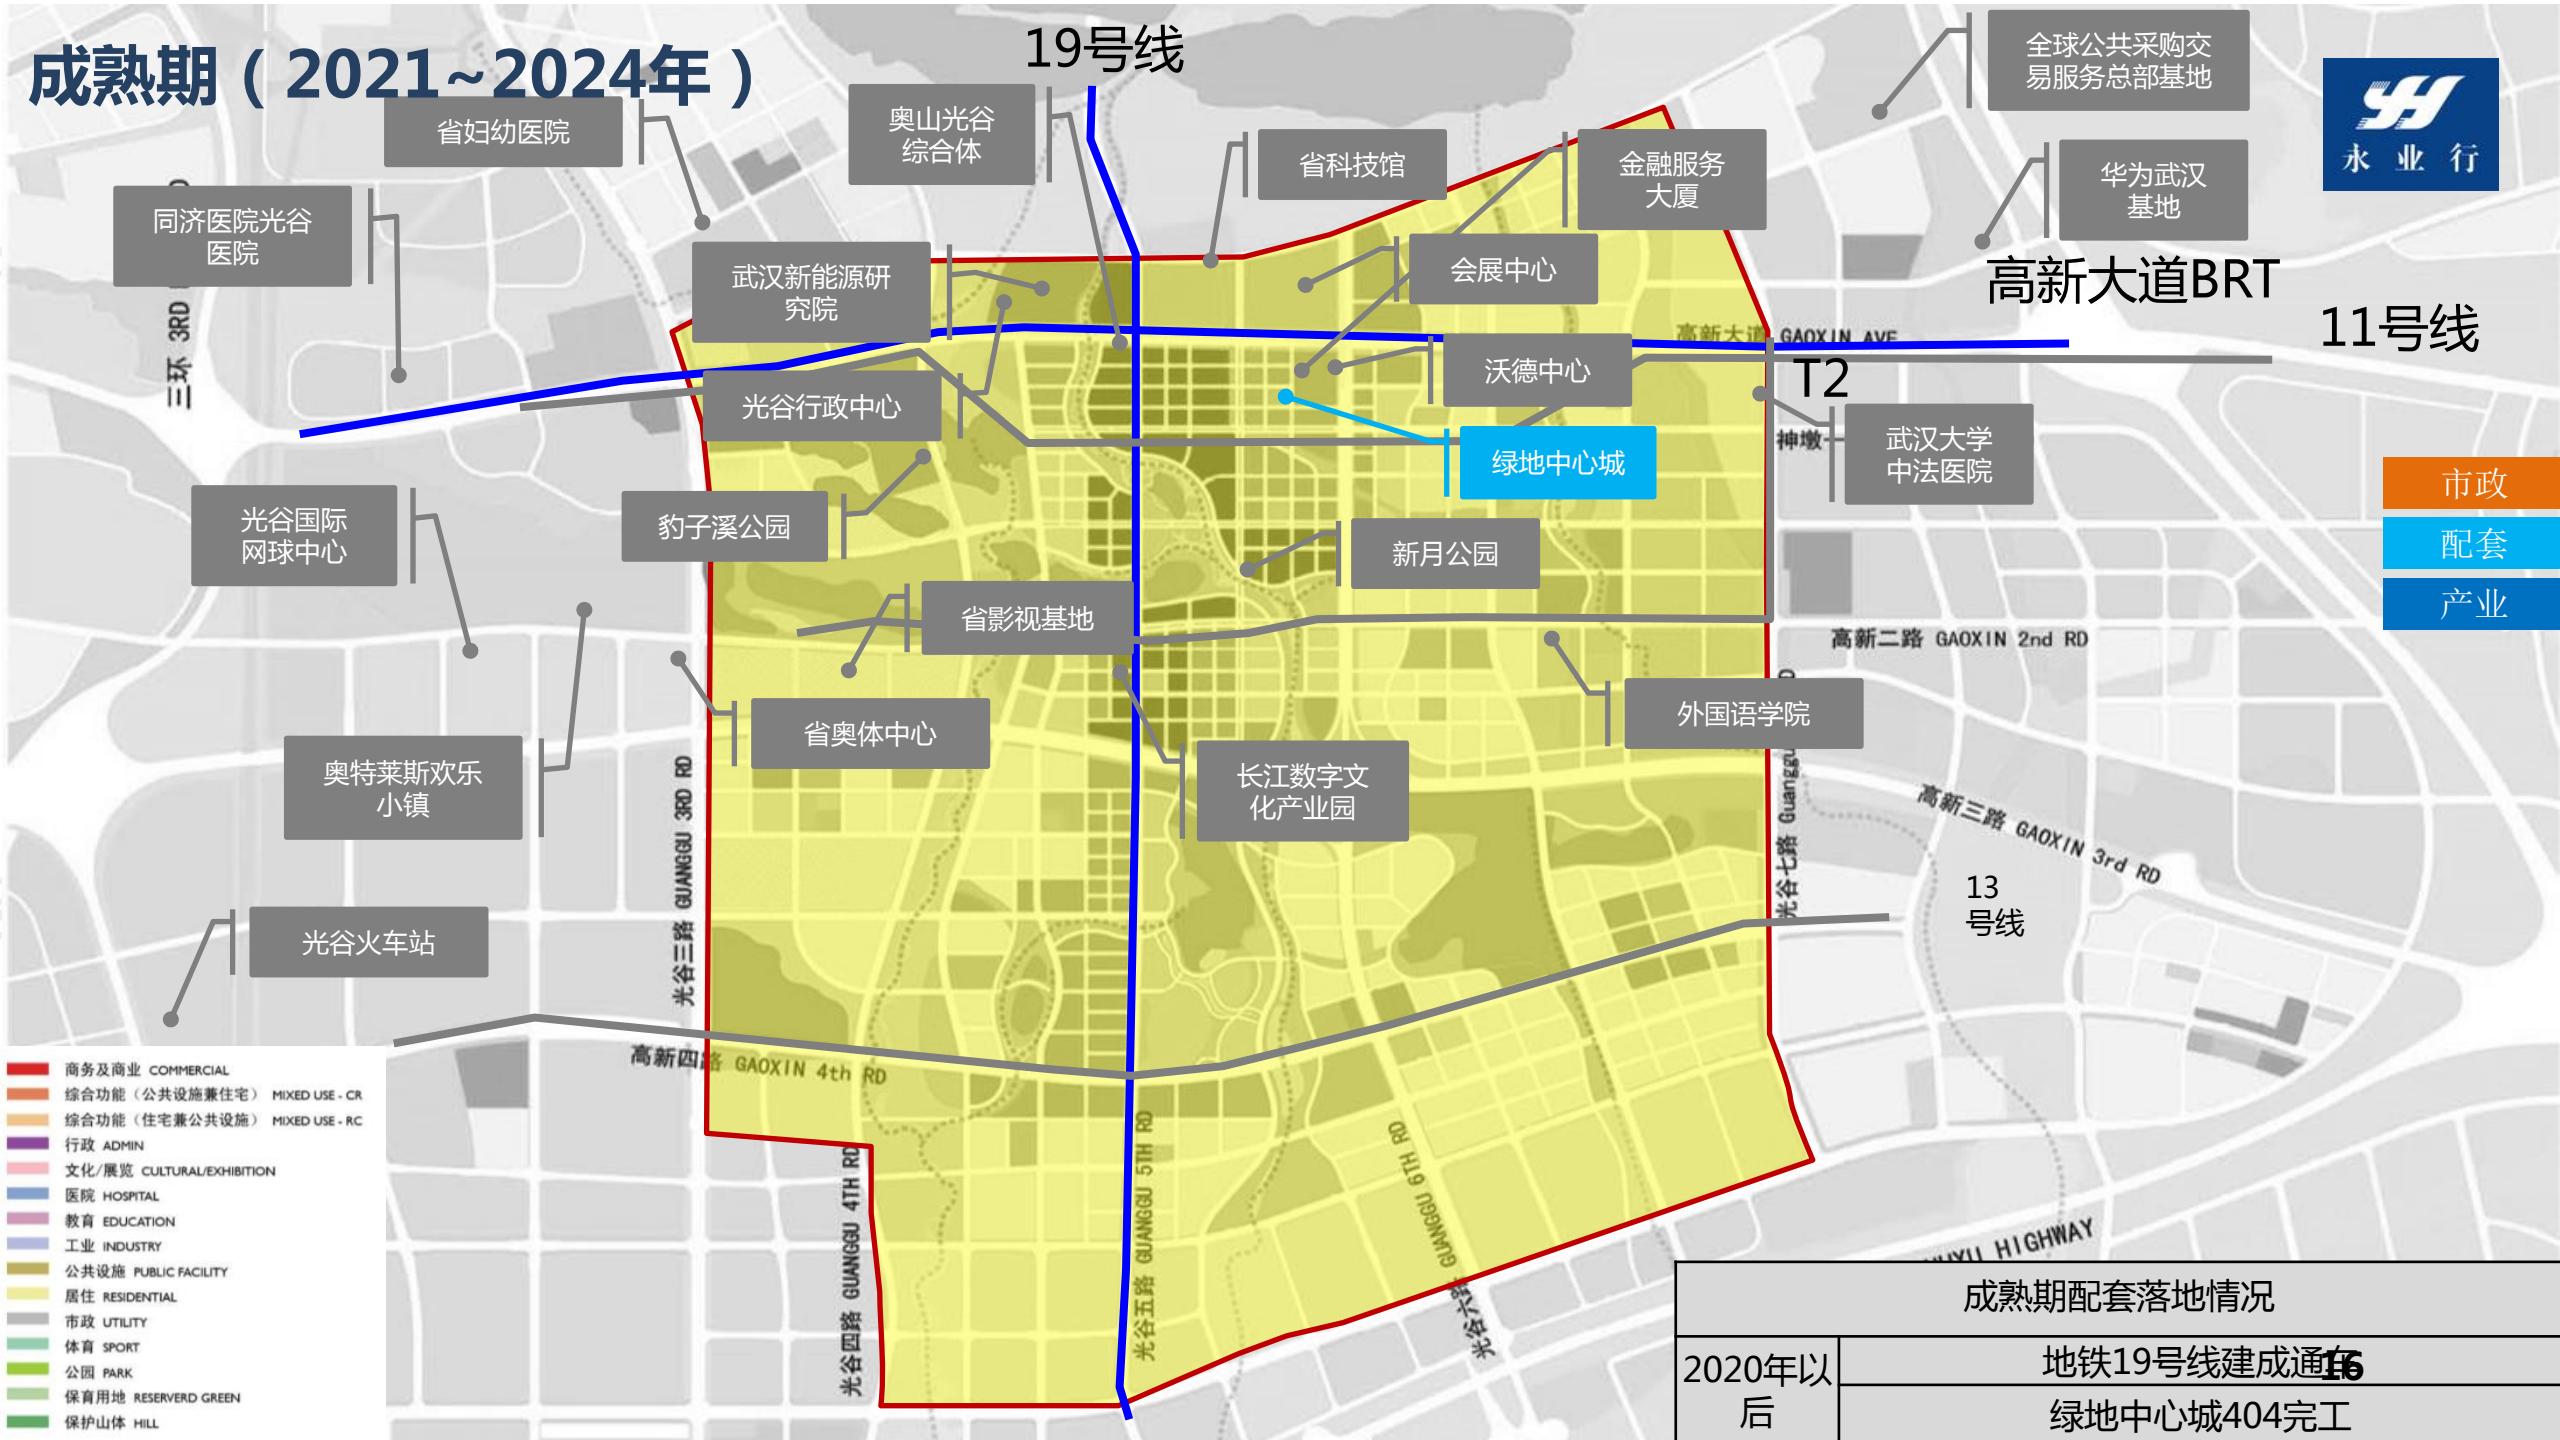 成熟期（2021~2024年）
19号线
全球公共采购交
易服务总部基地
永业行
省妇幼医院
奥山光谷
综合体
省科技馆
金融服务
大厦
华为武汉
基地
同济医院光谷
医院
武汉新能源研
究院
会展中心
高新大道BRT
11号线
三环 3RD
高新大道 GAOXIN AVE
沃德中心
T2
光谷行政中心
神墩一
武汉大学
中法医院
绿地中心城
市政
配套
产业
光谷国际
网球中心
豹子溪公园
新月公园
省影视基地
高新二路 GAOXIN 2nd RD
省奥体中心
外国语学院
奥特莱斯欢乐
小镇
长江数字文
化产业园
光谷三路 GUANGGU 3RD RD
光谷七路 Guanggu
高新三路 GAOXIN 3rd RD
13
号线
光谷火车站
高新四路 GAOXIN 4th RD
光谷四路 GUANGGU 4TH RD
光谷五路 GUANGGU 5TH RD
光谷六路 GUANGGU 6TH RD
HIGHWAY
商务及商业 COMMERCIAL
综合功能（公共设施兼住宅） MIXED USE - CR
综合功能（住宅兼公共设施） MIXED USE - RC
行政 ADMIN
文化/展览 CULTURAL/EXHIBITION
医院 HOSPITAL
教育 EDUCATION
工业 INDUSTRY
公共设施 PUBLIC FACILITY
居住 RESIDENTIAL
市政 UTILITY
体育 SPORT
公园 PARK
保育用地 RESERVERD GREEN
保护山体 HILL
成熟期配套落地情况
2020年以
后
地铁19号线建成通车
16
绿地中心城404完工